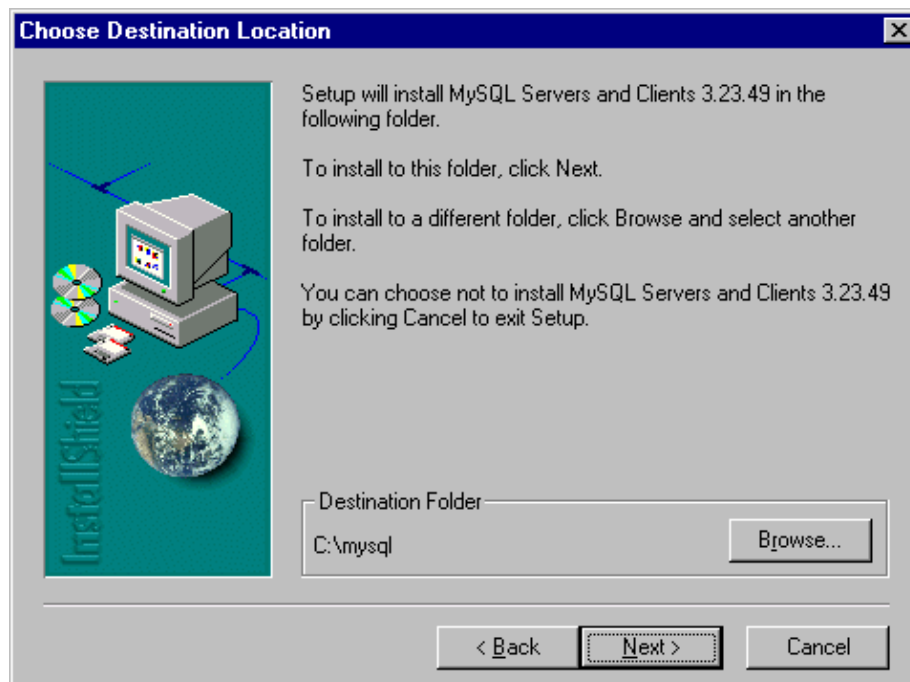 Choose Destination Location
Setup will install MySQL Servers and Clients 3.23.49 in the
following folder.
To install to this folder, click Next.
To install to a different folder, click Browse and select another
folder.
You can choose not to install MySQL Servers and Clients 3.23.49
by clicking Cancel to exit Setup.
InstallShield
Destination Folder
C:\mysql
Browse...
< Back
Next >
Cancel